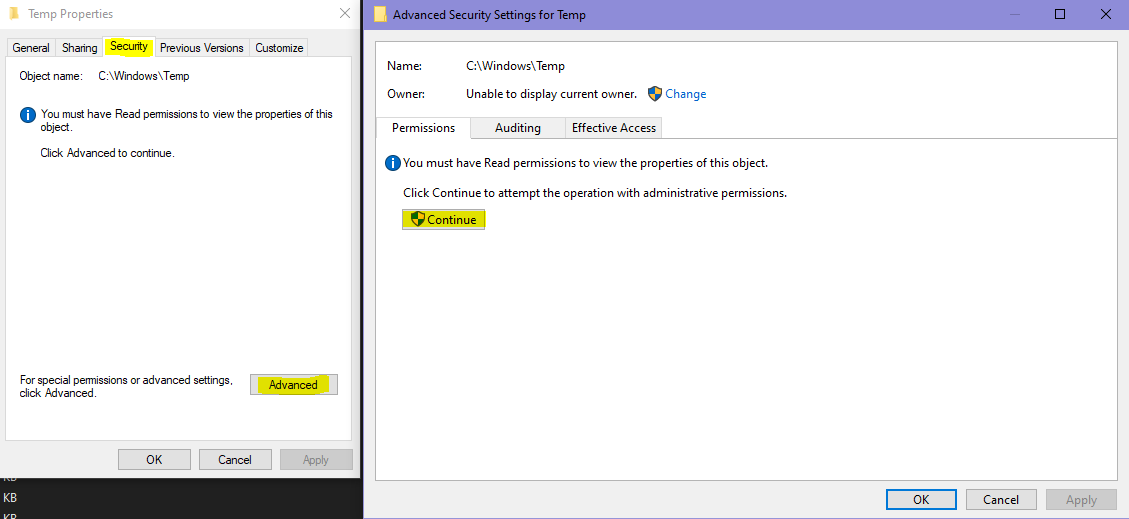 Temp Properties
General Sharing Security Previous Versions Customize
Object name: C:\Windows\Temp
You must have Read permissions to view the properties of this
object.
Click Advanced to continue.
For special permissions or advanced settings,
click Advanced.
Advanced
OK Cancel Apply
KB
KB
KB
Advanced Security Settings for Temp
Name: C:\Windows\Temp
Owner: Unable to display current owner. Change
Permissions Auditing Effective Access
You must have Read permissions to view the properties of this object.
Click Continue to attempt the operation with administrative permissions.
Continue
OK Cancel Apply